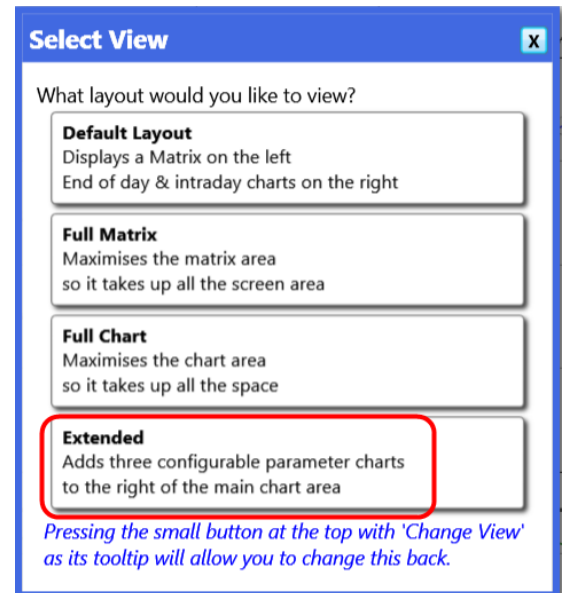 Select View
X
What layout would you like to view?
Default Layout
Displays a Matrix on the left
End of day & intraday charts on the right
Full Matrix
Maximises the matrix area
so it takes up all the screen area
Full Chart
Maximises the chart area
so it takes up all the space
Extended
Adds three configurable parameter charts
to the right of the main chart area
Pressing the small button at the top with 'Change View'
as its tooltip will allow you to change this back.